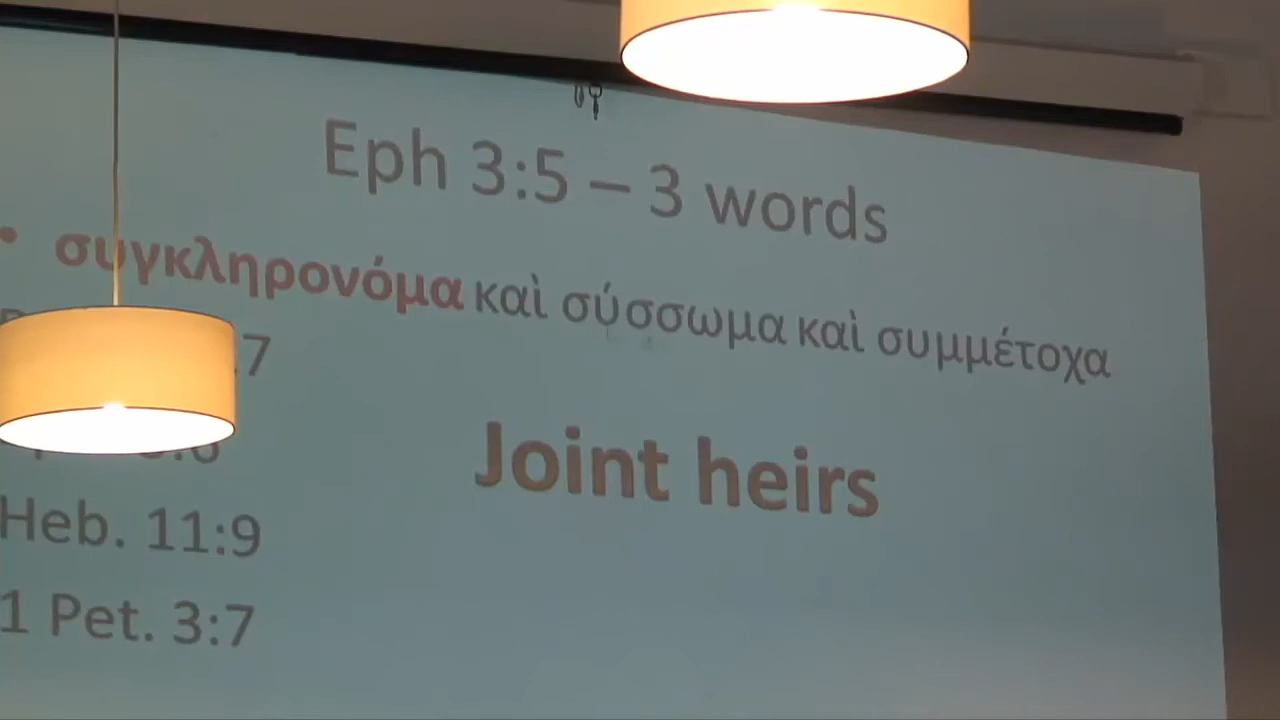 Eph 3:5 – 3 words
• συγκληρονόμα καὶ σύσσωμα καὶ συμμέτοχα
Joint heirs
Heb. 11:9
1 Pet. 3:7